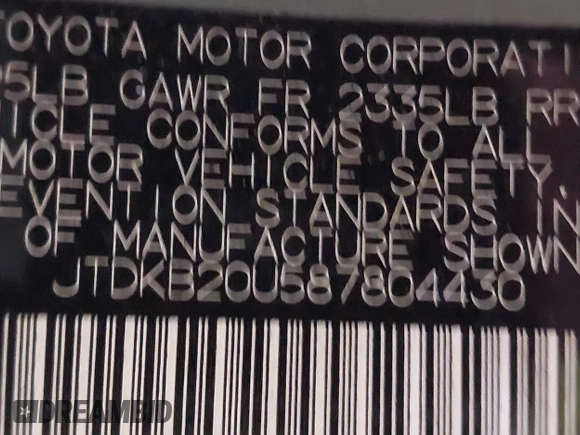 TOYOTA MOTOR CORPORATI
95LB GAWR FR 2335LB RR
ICLE CONFORMS TO ALL
MOTOR VEHICLE SAFETY,
EVENTION STANDARDS IN
OF MANUFACTURE SHOWN
JTDKB20U587804430
DREAMBID